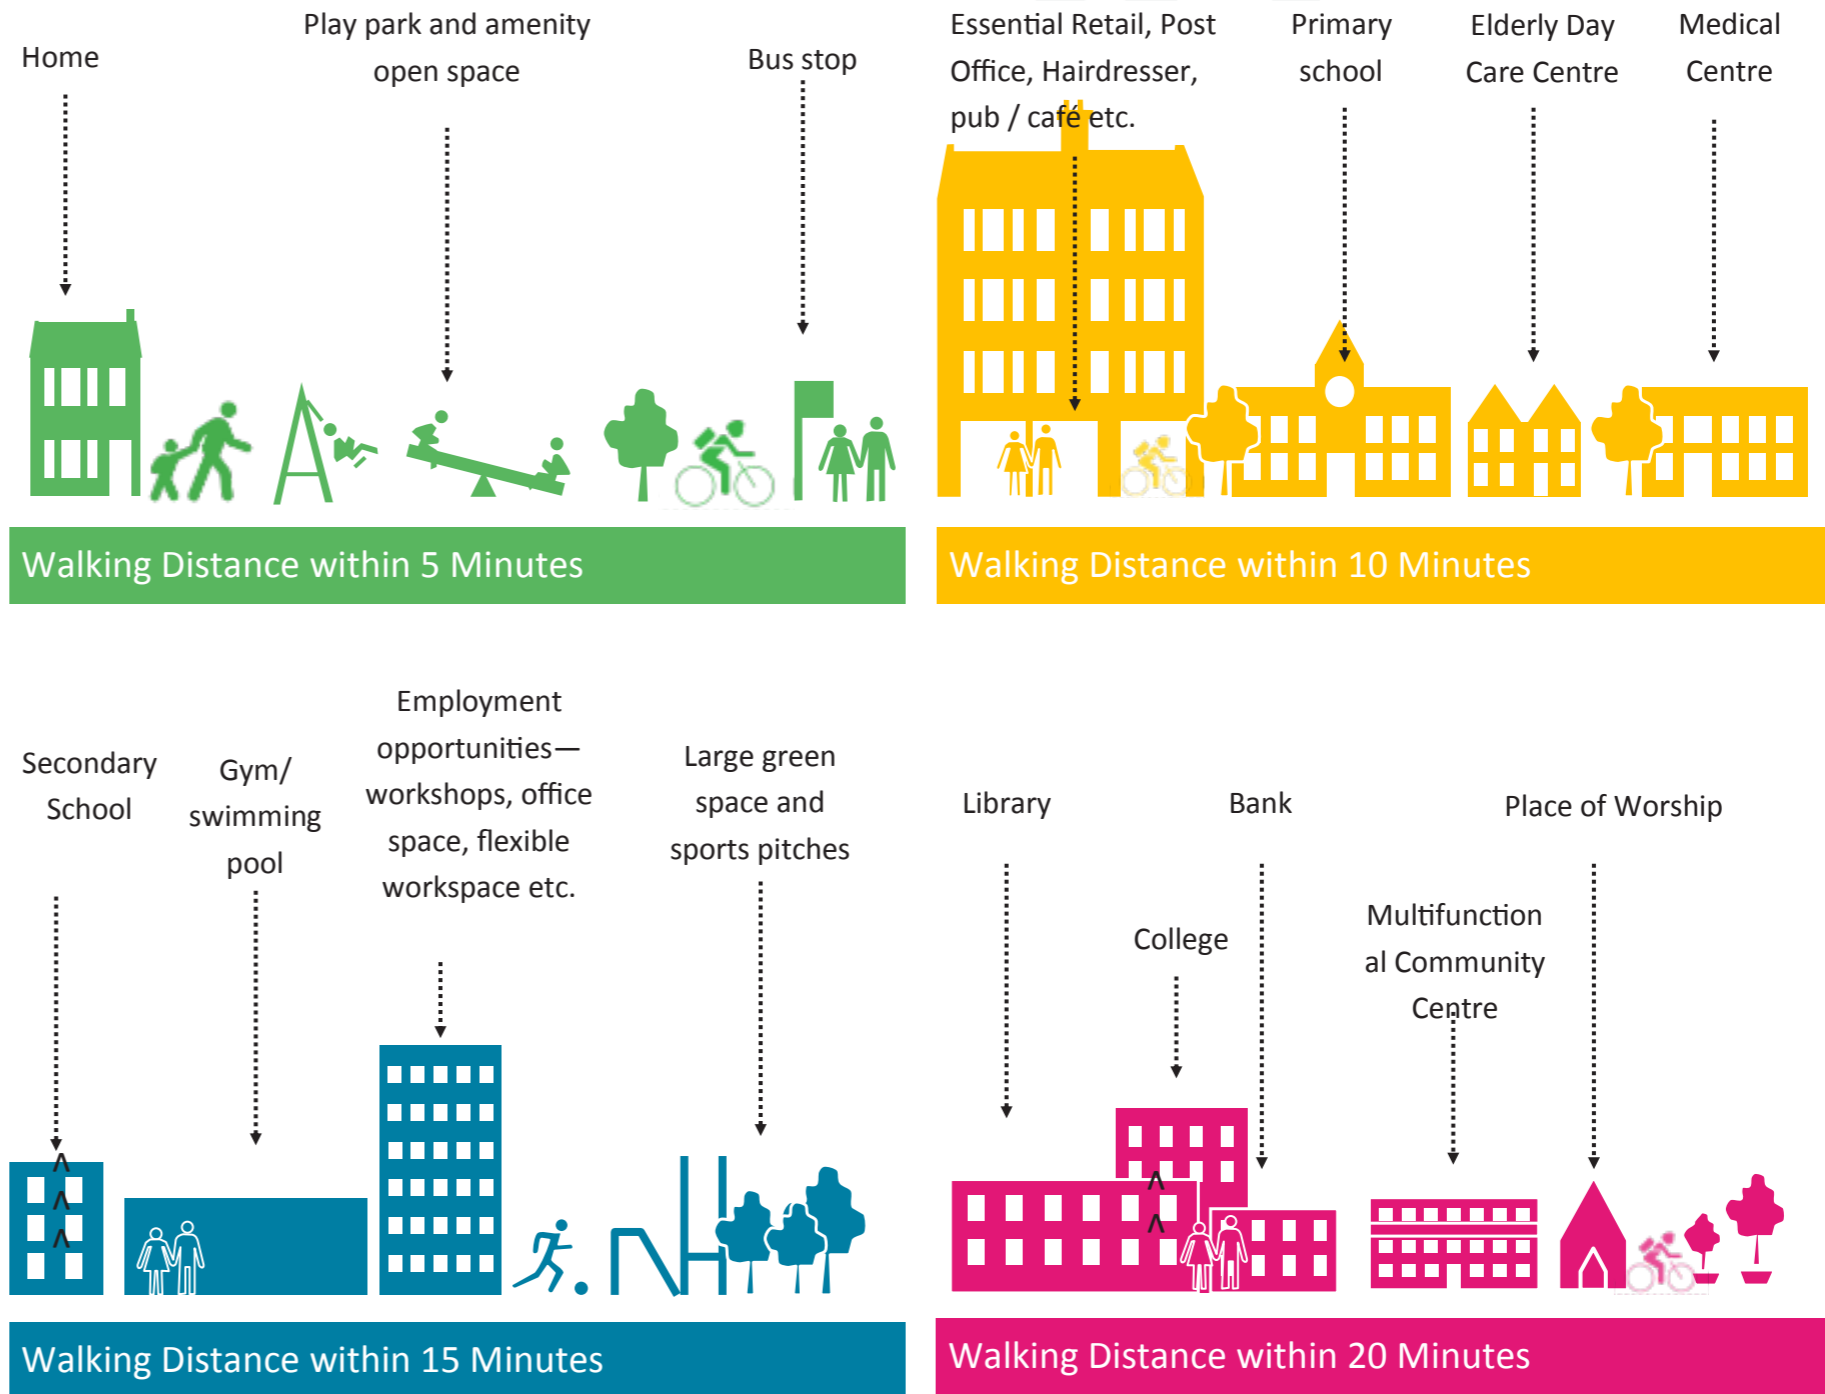 Home
Play park and amenity
open space
Bus stop
Essential Retail, Post
Office, Hairdresser,
pub / café etc.
Primary
school
Elderly Day
Care Centre
Medical
Centre
Walking Distance within 5 Minutes
Walking Distance within 10 Minutes
Secondary
School
Gym/
swimming
pool
Employment
opportunities—
workshops, office
space, flexible
workspace etc.
Large green
space and
sports pitches
Library
College
Bank
Multifunction
al Community
Centre
Place of Worship
Walking Distance within 15 Minutes
Walking Distance within 20 Minutes